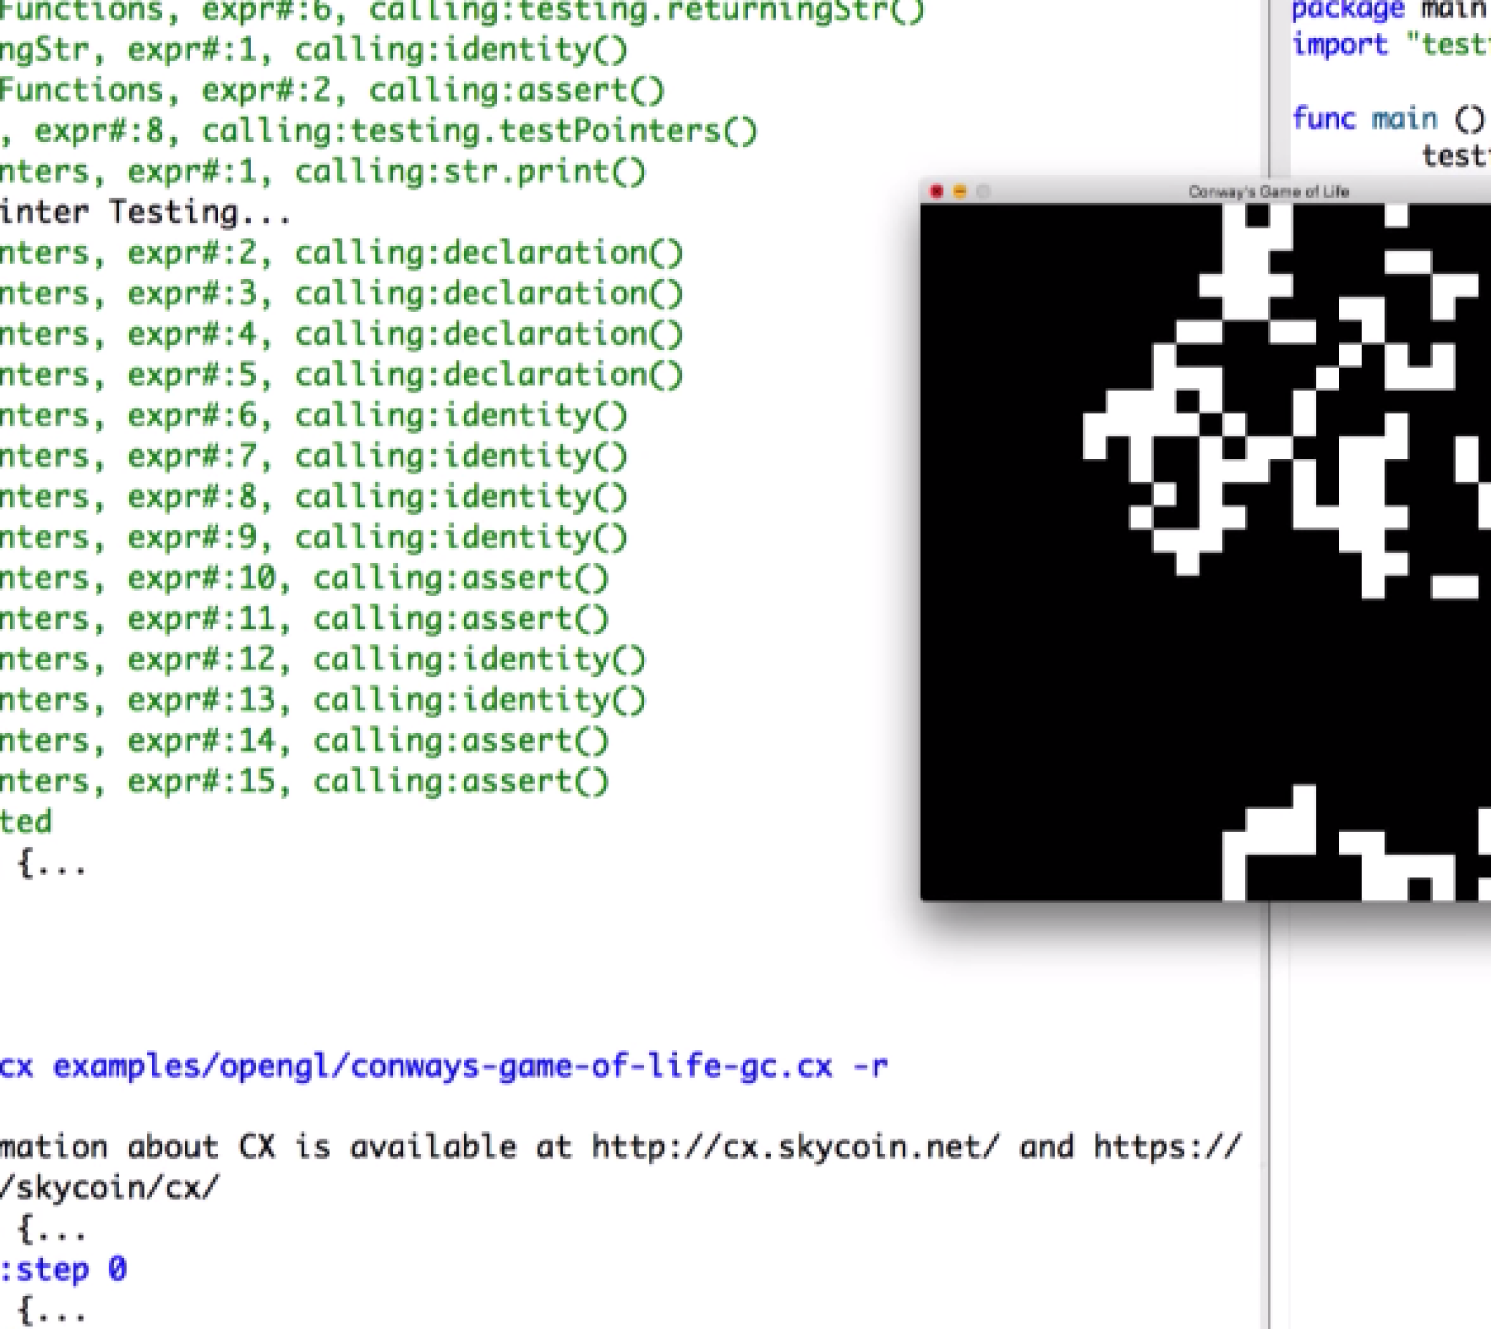 Functions, expr#:6, calling:testing.returningStr()
ngStr, expr#:1, calling:identity()
Functions, expr#:2, calling:assert()
, expr#:8, calling:testing.testPointers()
nters, expr#:1, calling:str.print()
inter Testing...
nters, expr#:2, calling:declaration()
nters, expr#:3, calling:declaration()
nters, expr#:4, calling:declaration()
nters, expr#:5, calling:declaration()
nters, expr#:6, calling:identity()
nters, expr#:7, calling:identity()
nters, expr#:8, calling:identity()
nters, expr#:9, calling:identity()
nters, expr#:10, calling:assert()
nters, expr#:11, calling:assert()
nters, expr#:12, calling:identity()
nters, expr#:13, calling:identity()
nters, expr#:14, calling:assert()
nters, expr#:15, calling:assert()
ted
{...
cx examples/opengl/conways-game-of-life-gc.cx -r
mation about CX is available at http://cx.skycoin.net/ and https://
/skycoin/cx/
{...
:step 0
{...
package main
import "test
func main ()
test
Conway's Game of Life